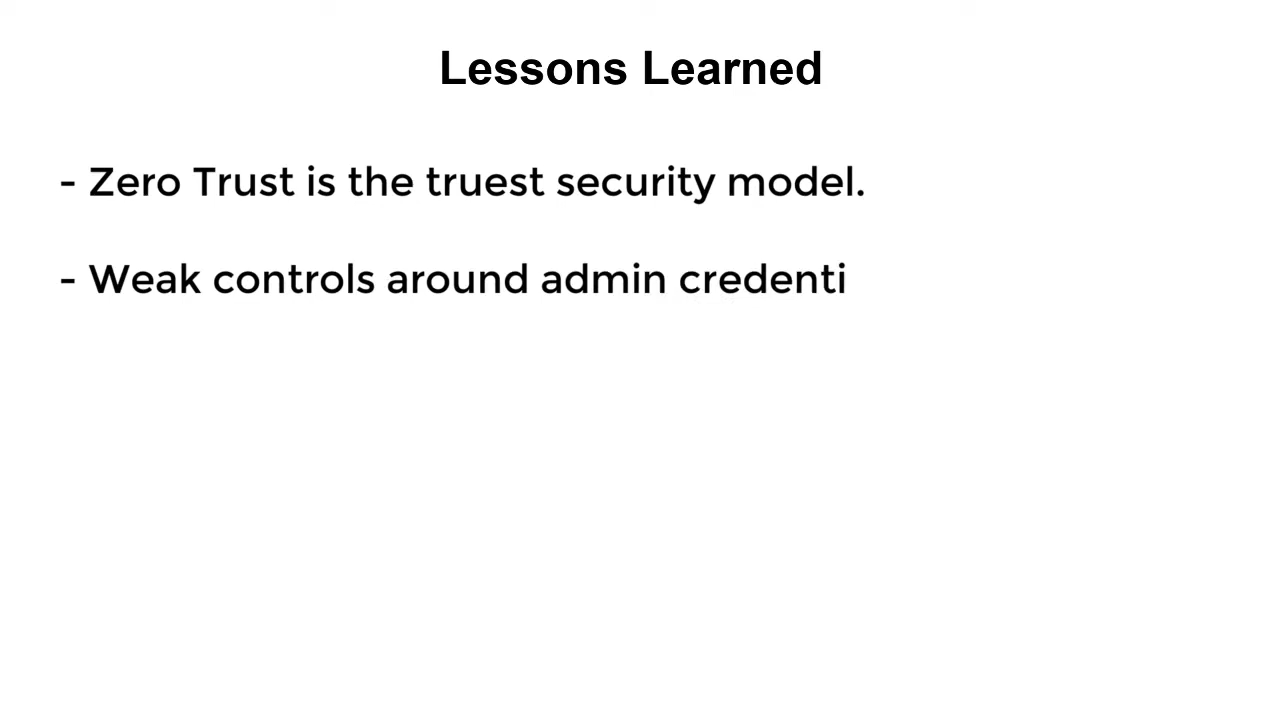 Lessons Learned
- Zero Trust is the truest security model.
- Weak controls around admin credenti